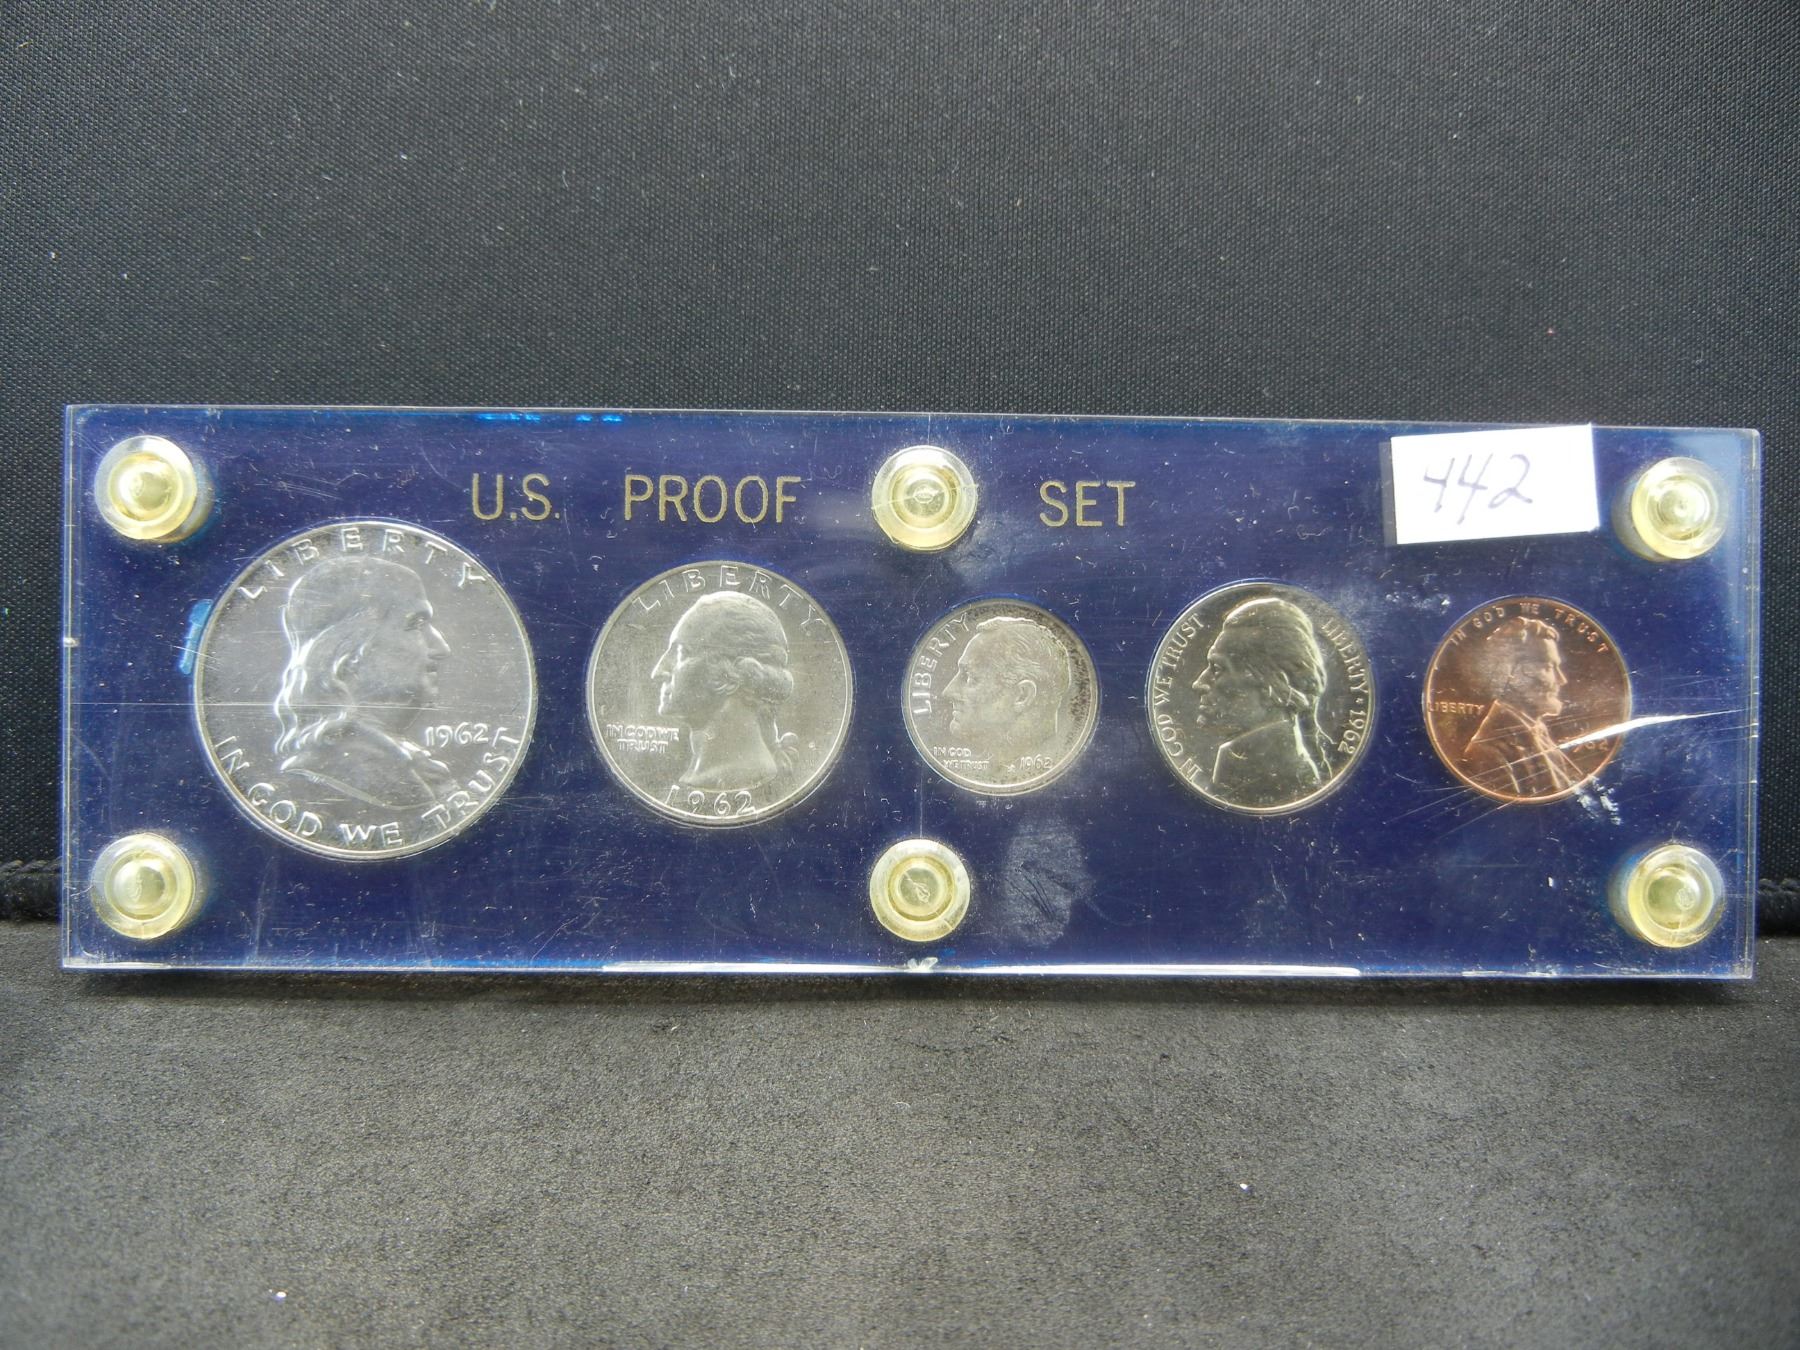 U.S. PROOF SET
442
LIBERTY
1962
IN GOD WE TRUST
LIBERTY
IN GOD WE
TRUST
1962
LIBERTY
IN GOD
WE TRUST
1962
IN GOD WE TRUST
LIBERTY ★ 1962
IN GOD WE TRUST
LIBERTY
1962